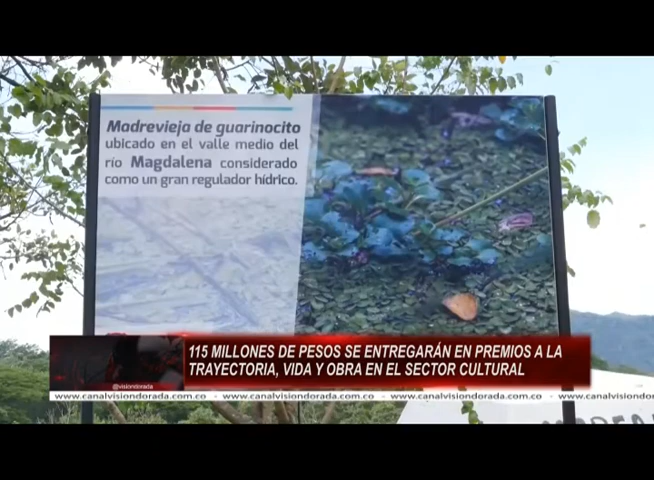 Madrevieja de guarinocito
ubicado en el valle medio del
río Magdalena considerado
como un gran regulador hídrico.
115 MILLONES DE PESOS SE ENTREGARÁN EN PREMIOS A LA
TRAYECTORIA, VIDA Y OBRA EN EL SECTOR CULTURAL
@visiondorada
www.canalvisiondorada.com.co - www.canalvisiondorada.com.co - www.canalvisiondorada.com.co - www.canalvisiondorada.com.co